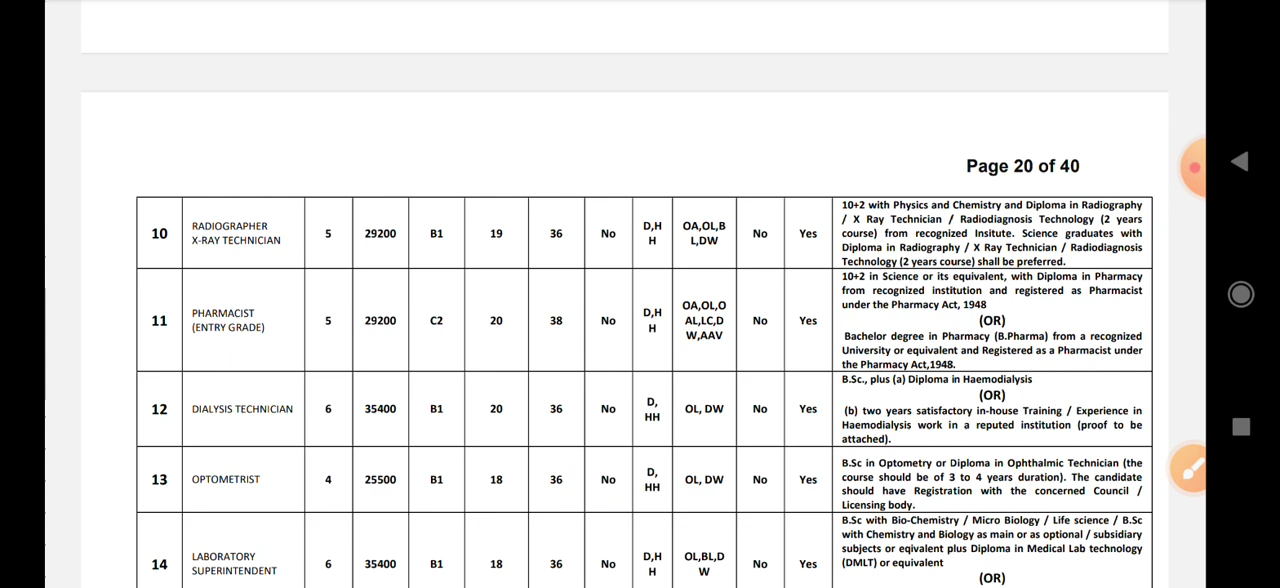 Page 20 of 40
10 RADIOGRAPHER X-RAY TECHNICIAN 5 29200 B1 19 36 No D,H H OA,OL,B L,DW No Yes
10+2 with Physics and Chemistry and Diploma in Radiography
/ X Ray Technician / Radiodiagnosis Technology (2 years
course) from recognized Insitute. Science graduates with
Diploma in Radiography / X Ray Technician / Radiodiagnosis
Technology (2 years course) shall be preferred.
11 PHARMACIST (ENTRY GRADE) 5 29200 C2 20 38 No D,H H OA,OL,O AL,LC,D W,AAV No Yes
10+2 in Science or its equivalent, with Diploma in Pharmacy
from recognized institution and registered as Pharmacist
under the Pharmacy Act, 1948
(OR)
Bachelor degree in Pharmacy (B.Pharma) from a recognized
University or equivalent and Registered as a Pharmacist under
the Pharmacy Act,1948.
12 DIALYSIS TECHNICIAN 6 35400 B1 20 36 No D, HH OL, DW No Yes
B.Sc., plus (a) Diploma in Haemodialysis
(OR)
(b) two years satisfactory in-house Training / Experience in
Haemodialysis work in a reputed institution (proof to be
attached).
13 OPTOMETRIST 4 25500 B1 18 36 No D, HH OL, DW No Yes
B.Sc in Optometry or Diploma in Ophthalmic Technician (the
course should be of 3 to 4 years duration). The candidate
should have Registration with the concerned Council /
Licensing body.
14 LABORATORY SUPERINTENDENT 6 35400 B1 18 36 No D,H H OL,BL,D W No Yes
B.Sc with Bio-Chemistry / Micro Biology / Life science / B.Sc
with Chemistry and Biology as main or as optional / subsidiary
subjects or eqivalent plus Diploma in Medical Lab technology
(DMLT) or equivalent
(OR)